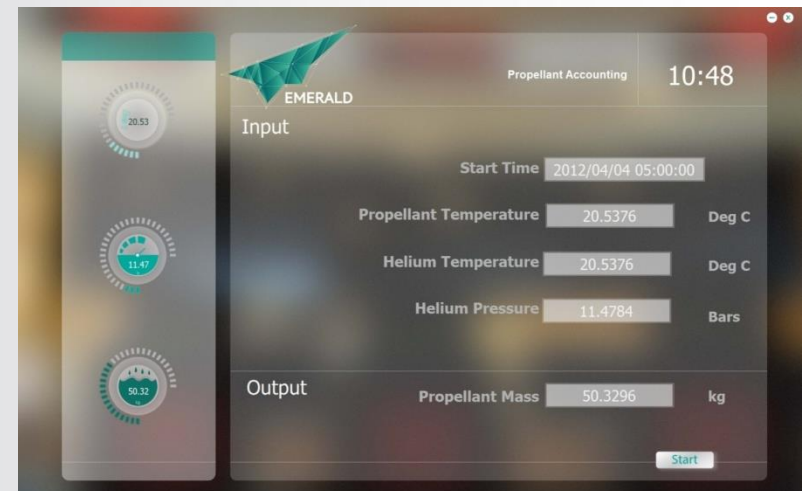 EMERALD
Propellant Accounting
10:48
Input
Start Time 2012/04/04 05:00:00
Propellant Temperature 20.5376 Deg C
Helium Temperature 20.5376 Deg C
Helium Pressure 11.4784 Bars
Output
Propellant Mass 50.3296 kg
Start
20.53
11.47
50.32